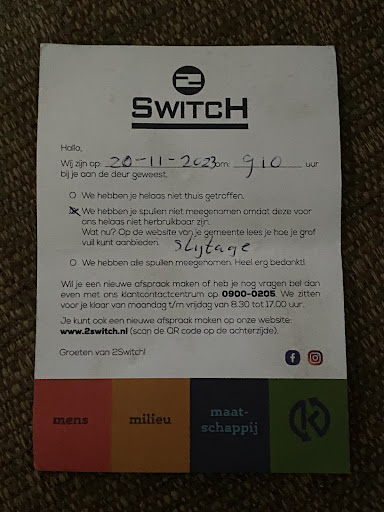 2
SWITCH
Hallo,
Wij zijn op: 20-11-2023 om: 910 uur
bij je aan de deur geweest.
O We hebben je helaas niet thuis getroffen.
We hebben je spullen niet meegenomen omdat deze voor
ons helaas niet herbruikbaar zijn.
Wat nu? Op de website van je gemeente lees je hoe je grof
vuil kunt aanbieden. slytage
O We hebben alle spullen meegenomen. Heel erg bedankt!
Wil je een nieuwe afspraak maken of heb je nog vragen bel dan
even met ons klantcontactcentrum op 0900-0205. We zitten
voor je klaar van maandag t/m vrijdag van 8.30 tot 17.00 uur.
Je kunt ook een nieuwe afspraak maken op onze website:
www.2switch.nl (scan de QR code op de achterzijde).
Groeten van 2Switch!
mens
milieu
maat-
schappij